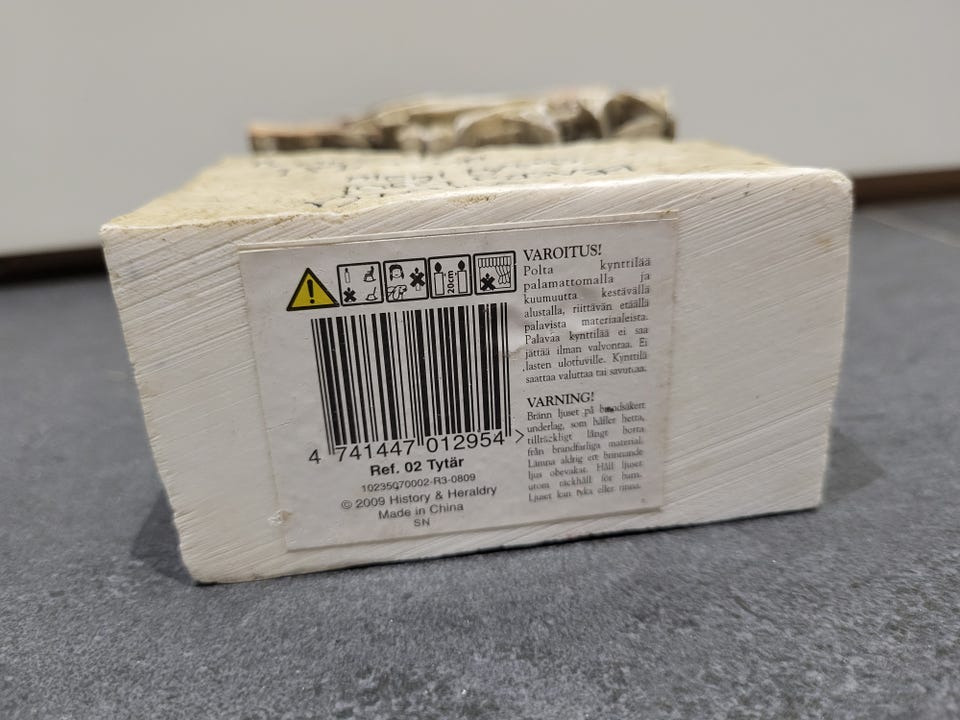 20cm
VAROITUS!
Polta kynttilää
palamattomalla ja
kuumuutta kestävällä
alustalla, riittävän etäällä
palavista materiaaleista.
Palavaa kynttilää ei saa
jättää ilman valvontaa. Ei
lasten ulottuville. Kynttilä
saattaa valuttaa tai savuttaa.
VARNING!
Bränn ljuset på brandsäkert
underlag, som håller hetta,
tillräckligt långt borta
från brandfarliga material.
Lämna aldrig ett brinnande
ljus obevakat. Håll ljuset
utom räckhåll för barn.
Ljuset kan ryka eller rinna.
4 741447 012954 >
Ref. 02 Tytär
10235070002-R3-0809
© 2009 History & Heraldry
Made in China
SN